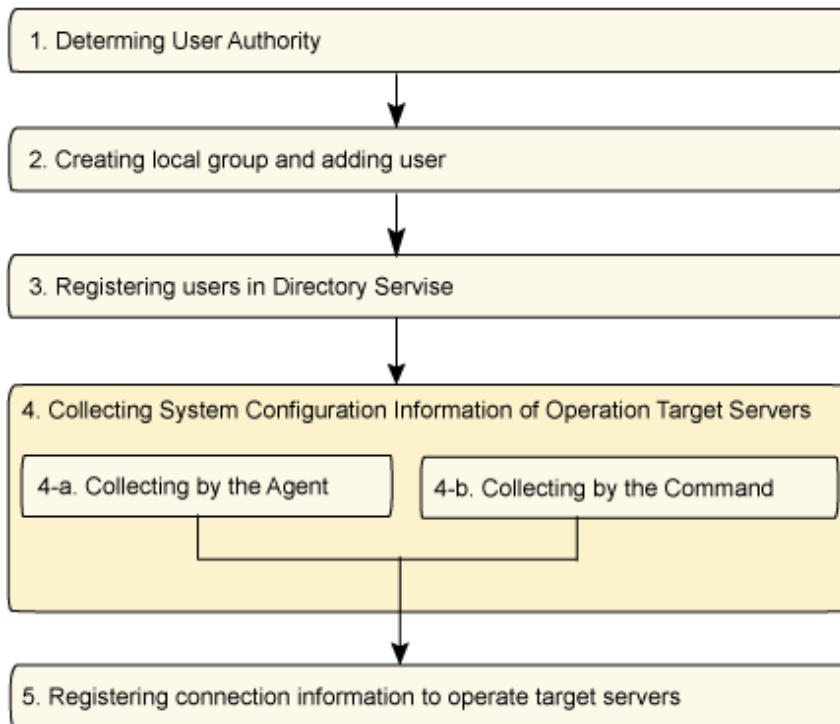 1. Determing User Authority
2. Creating local group and adding user
3. Registering users in Directory Servise
4. Collecting System Configuration Information of Operation Target Servers
4-a. Collecting by the Agent
4-b. Collecting by the Command
5. Registering connection information to operate target servers